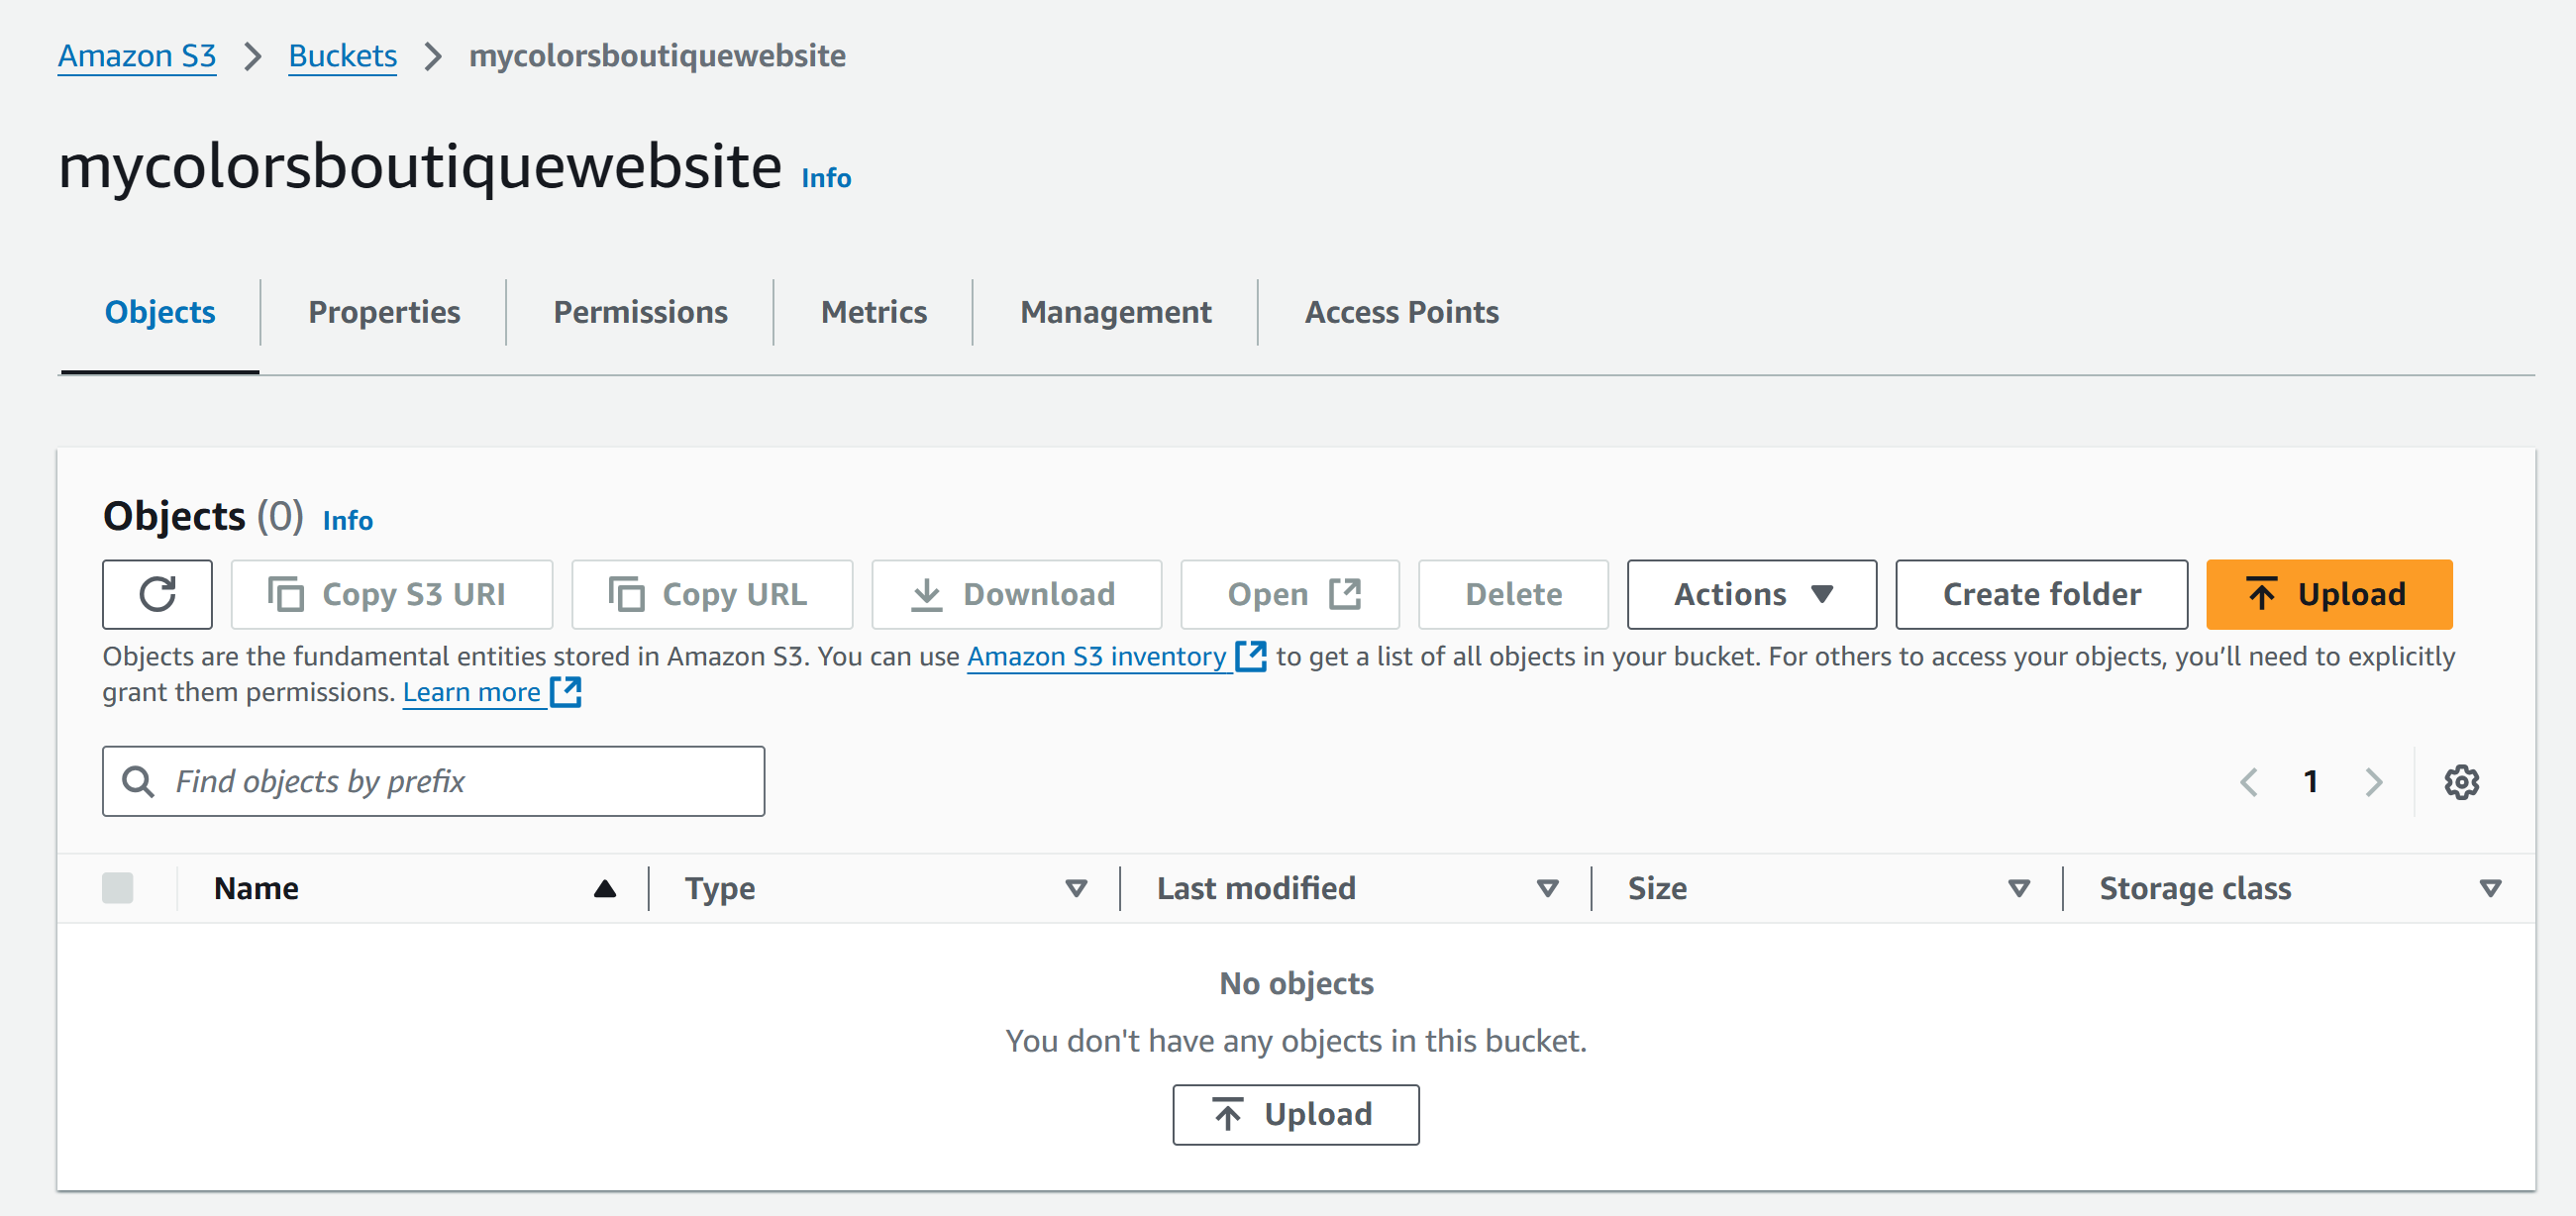 Amazon S3 Buckets mycolorsboutiquewebsite
mycolorsboutiquewebsite Info
Objects Properties Permissions Metrics Management Access Points
Objects (0) Info
Copy S3 URI Copy URL Download Open Delete Actions Create folder Upload
Objects are the fundamental entities stored in Amazon S3. You can use Amazon S3 inventory to get a list of all objects in your bucket. For others to access your objects, you’ll need to explicitly
grant them permissions. Learn more
Find objects by prefix 1
Name Type Last modified Size Storage class
No objects
You don't have any objects in this bucket.
Upload